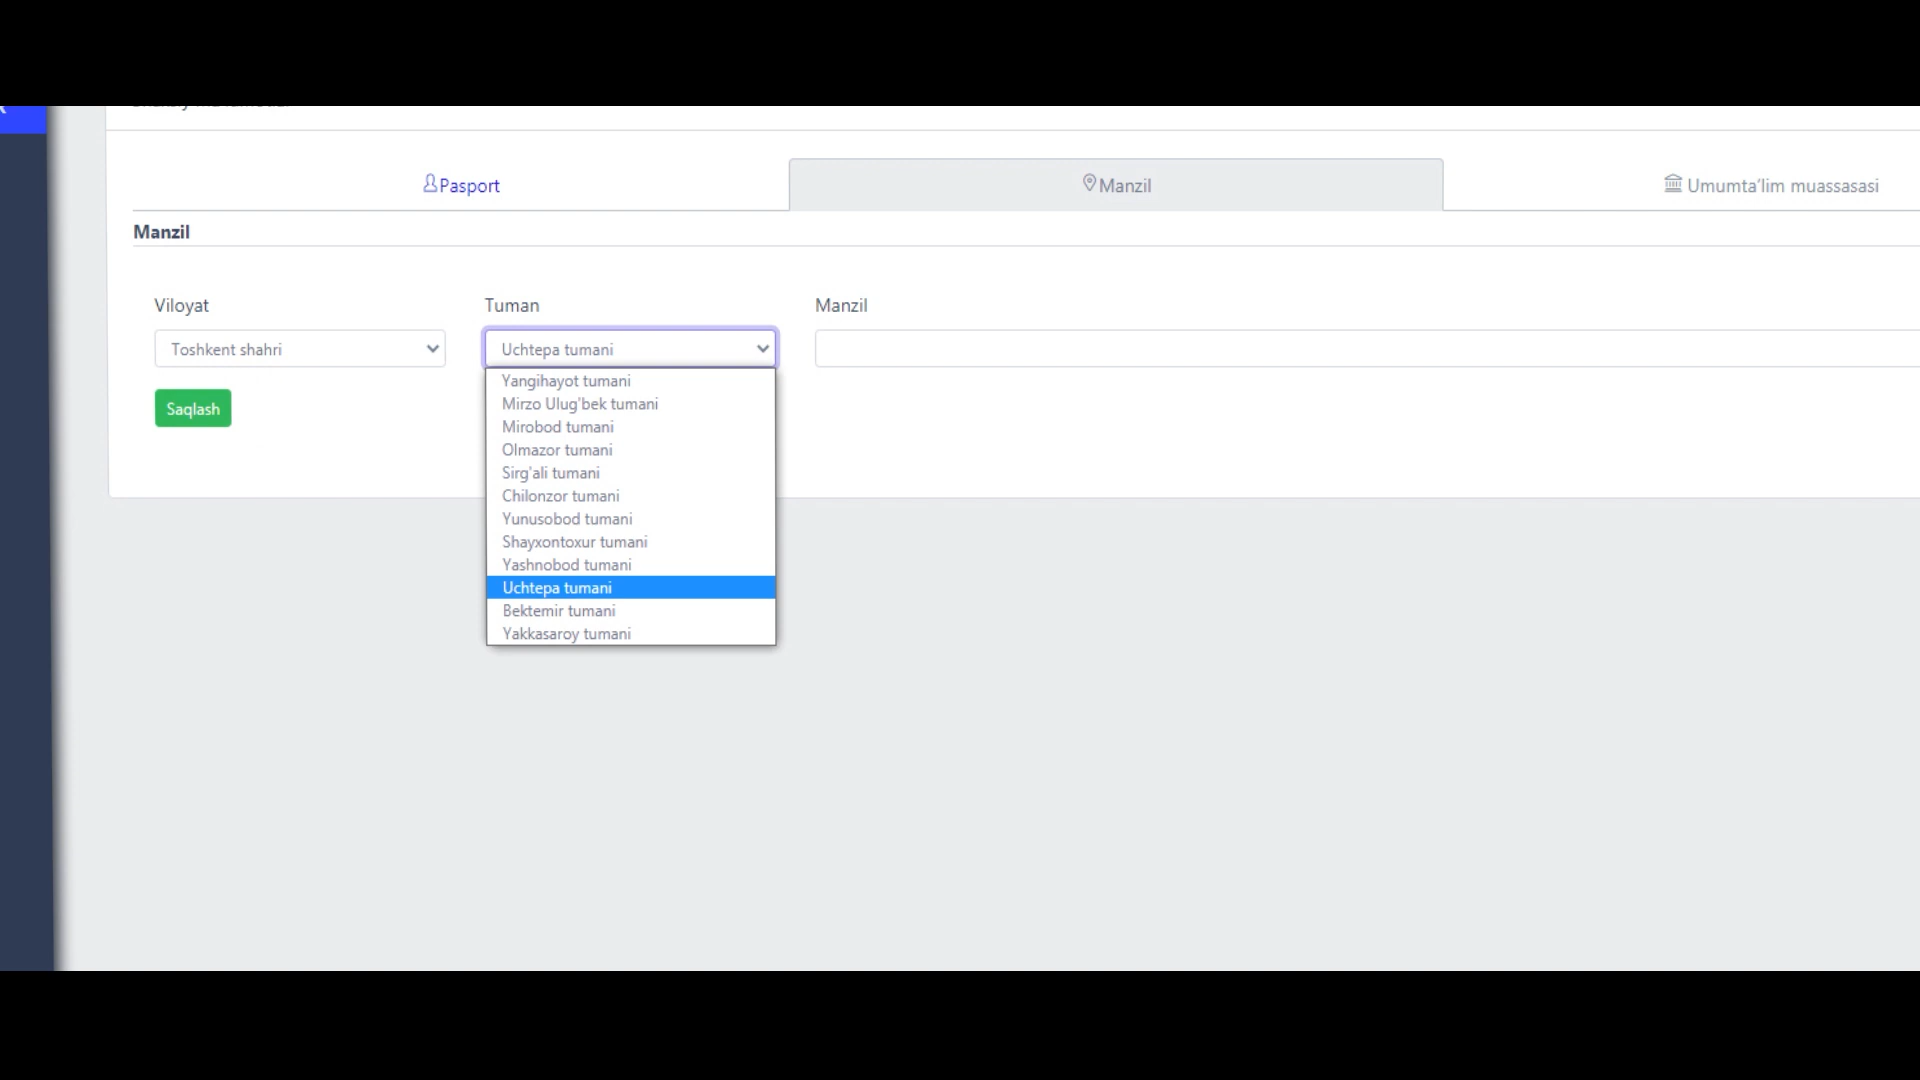 Pasport
Manzil
Umumta'lim muassasasi
Manzil
Viloyat
Tuman
Manzil
Toshkent shahri
Uchtepa tumani
Yangihayot tumani
Mirzo Ulug'bek tumani
Mirobod tumani
Olmazor tumani
Sirg'ali tumani
Chilonzor tumani
Yunusobod tumani
Shayxontoxur tumani
Yashnobod tumani
Uchtepa tumani
Bektemir tumani
Yakkasaroy tumani
Saqlash